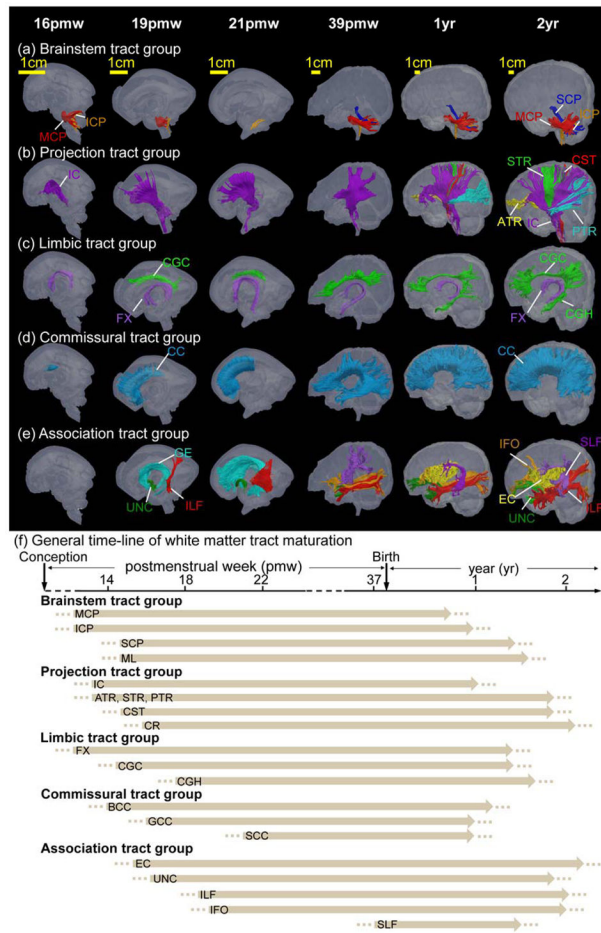 16pmw 19pmw 21pmw 39pmw 1yr 2yr
(a) Brainstem tract group
1cm 1cm 1cm 1cm 1cm 1cm
MCP ICP SCP MCP ICP
(b) Projection tract group
IC STR CST ATR IC PTR
(c) Limbic tract group
CGC FX CGC FX CGH
(d) Commissural tract group
CC CC
(e) Association tract group
GE UNC ILF IFO SLF EC UNC ILF
(f) General time-line of white matter tract maturation
Conception Birth
postmenstrual week (pmw) year (yr)
14 18 22 37 1 2
Brainstem tract group
MCP
ICP
SCP
ML
Projection tract group
IC
ATR, STR, PTR
CST
CR
Limbic tract group
FX
CGC
CGH
Commissural tract group
BCC
GCC
SCC
Association tract group
EC
UNC
ILF
IFO
SLF